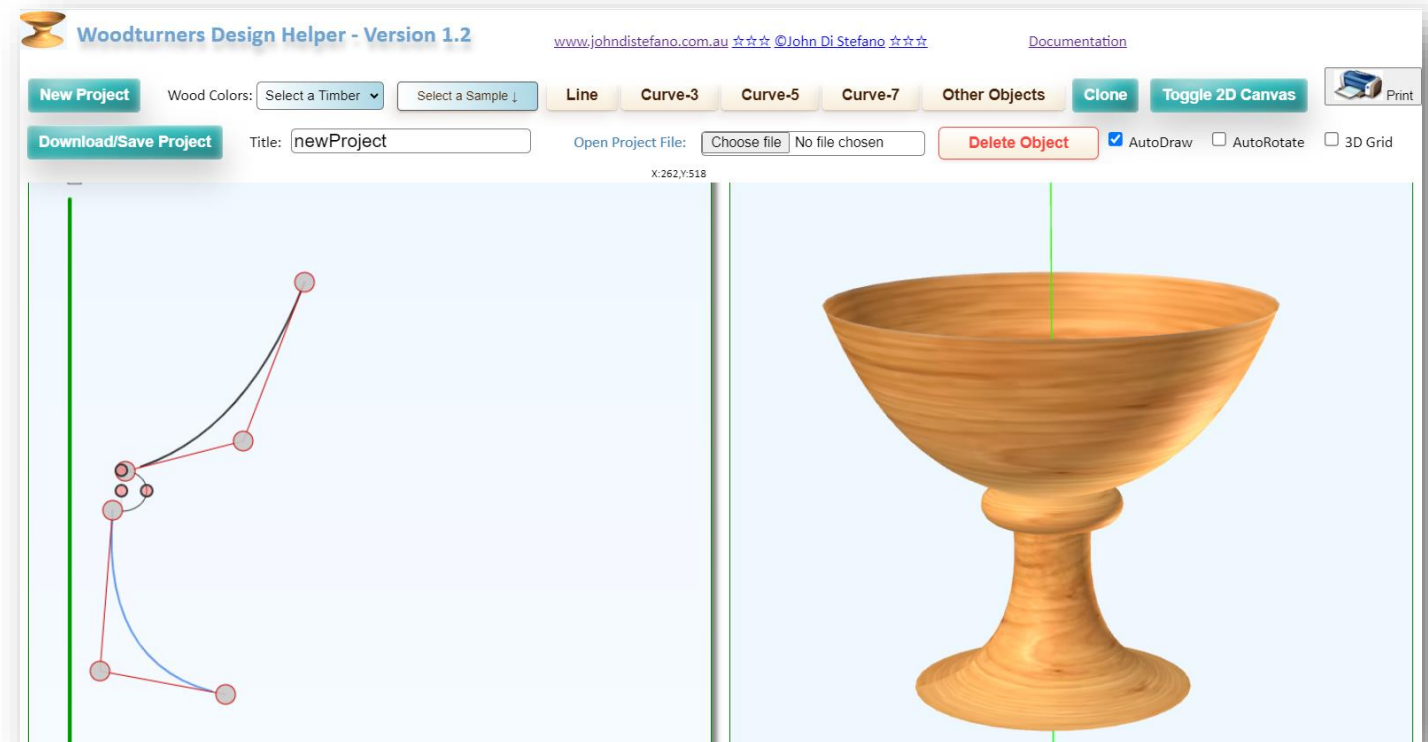 Woodturners Design Helper - Version 1.2
www.johndistefano.com.au ☆☆☆ ©John Di Stefano ☆☆☆ Documentation
New Project Wood Colors: Select a Timber Select a Sample ↓ Line Curve-3 Curve-5 Curve-7 Other Objects Clone Toggle 2D Canvas Print
Download/Save Project Title: newProject Open Project File: Choose file No file chosen Delete Object AutoDraw AutoRotate 3D Grid
X:262,Y:518